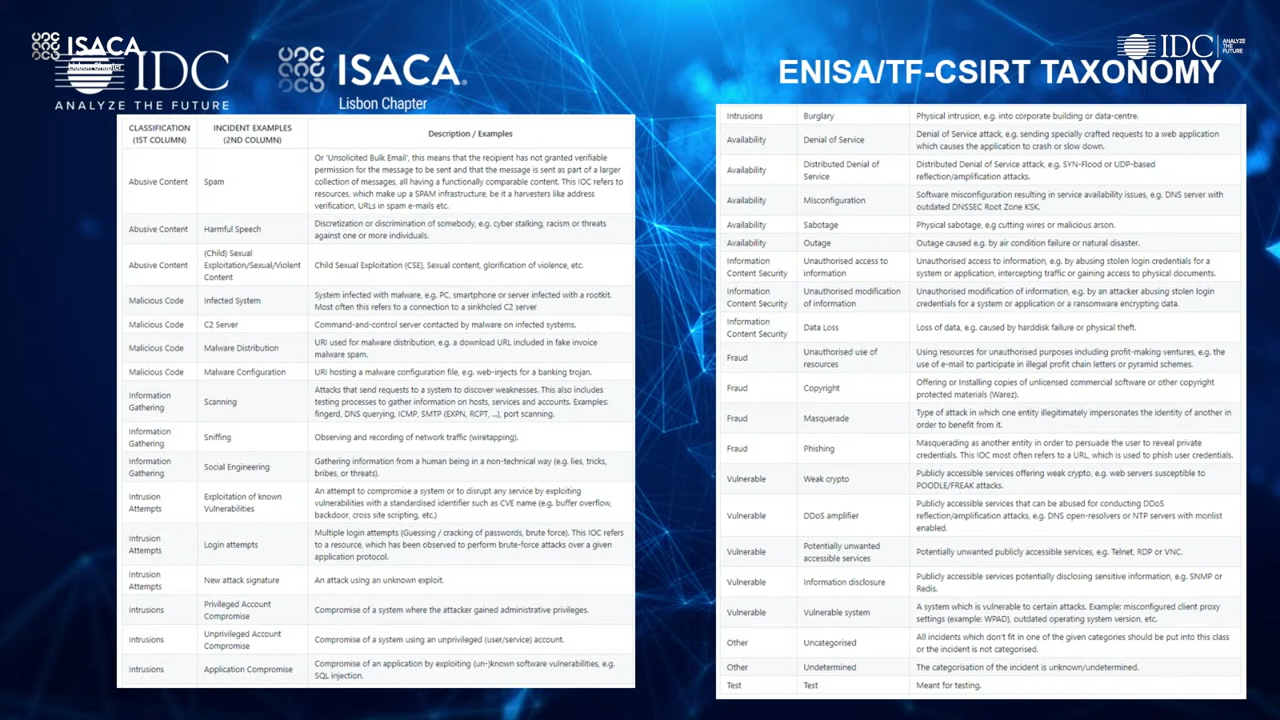 ISACA
Lisbon Chapter
IDC
ANALYZE THE FUTURE
ISACA®
Lisbon Chapter
IDC
ANALYZE
THE
FUTURE
ENISA/TF-CSIRT TAXONOMY
CLASSIFICATION
(1ST COLUMN)
INCIDENT EXAMPLES
(2ND COLUMN)
Description / Examples
Abusive Content
Spam
Or 'Unsolicited Bulk Email', this means that the recipient has not granted verifiable
permission for the message to be sent and that the message is sent as part of a larger
collection of messages, all having a functionally comparable content. This IOC refers to
resources, which make up a SPAM infrastructure, be it a harvesters like address
verification, URLs in spam e-mails etc.
Abusive Content
Harmful Speech
Discretization or discrimination of somebody, e.g. cyber stalking, racism or threats
against one or more individuals.
Abusive Content
(Child) Sexual
Exploitation/Sexual/Violent
Content
Child Sexual Exploitation (CSE), Sexual content, glorification of violence, etc.
Malicious Code
Infected System
System infected with malware, e.g. PC, smartphone or server infected with a rootkit.
Most often this refers to a connection to a sinkholed C2 server
Malicious Code
C2 Server
Command-and-control server contacted by malware on infected systems.
Malicious Code
Malware Distribution
URI used for malware distribution, e.g. a download URL included in fake invoice
malware spam.
Malicious Code
Malware Configuration
URI hosting a malware configuration file, e.g. web-injects for a banking trojan.
Information
Gathering
Scanning
Attacks that send requests to a system to discover weaknesses. This also includes
testing processes to gather information on hosts, services and accounts. Examples:
fingerd, DNS querying, ICMP, SMTP (EXPN, RCPT, ...), port scanning.
Information
Gathering
Sniffing
Observing and recording of network traffic (wiretapping).
Information
Gathering
Social Engineering
Gathering information from a human being in a non-technical way (e.g. lies, tricks,
bribes, or threats).
Intrusion
Attempts
Exploitation of known
Vulnerabilities
An attempt to compromise a system or to disrupt any service by exploiting
vulnerabilities with a standardised identifier such as CVE name (e.g. buffer overflow,
backdoor, cross site scripting, etc.)
Intrusion
Attempts
Login attempts
Multiple login attempts (Guessing / cracking of passwords, brute force). This IOC refers
to a resource, which has been observed to perform brute-force attacks over a given
application protocol.
Intrusion
Attempts
New attack signature
An attack using an unknown exploit.
Intrusions
Privileged Account
Compromise
Compromise of a system where the attacker gained administrative privileges.
Intrusions
Unprivileged Account
Compromise
Compromise of a system using an unprivileged (user/service) account.
Intrusions
Application Compromise
Compromise of an application by exploiting (un-)known software vulnerabilities, e.g.
SQL injection.
Intrusions
Burglary
Physical intrusion, e.g. into corporate building or data-centre.
Availability
Denial of Service
Denial of Service attack, e.g. sending specially crafted requests to a web application
which causes the application to crash or slow down.
Availability
Distributed Denial of
Service
Distributed Denial of Service attack, e.g. SYN-Flood or UDP-based
reflection/amplification attacks.
Availability
Misconfiguration
Software misconfiguration resulting in service availability issues, e.g. DNS server with
outdated DNSSEC Root Zone KSK.
Availability
Sabotage
Physical sabotage, e.g cutting wires or malicious arson.
Availability
Outage
Outage caused e.g. by air condition failure or natural disaster.
Information
Content Security
Unauthorised access to
information
Unauthorised access to information, e.g. by abusing stolen login credentials for a
system or application, intercepting traffic or gaining access to physical documents.
Information
Content Security
Unauthorised modification
of information
Unauthorised modification of information, e.g. by an attacker abusing stolen login
credentials for a system or application or a ransomware encrypting data.
Information
Content Security
Data Loss
Loss of data, e.g. caused by harddisk failure or physical theft.
Fraud
Unauthorised use of
resources
Using resources for unauthorised purposes including profit-making ventures, e.g. the
use of e-mail to participate in illegal profit chain letters or pyramid schemes.
Fraud
Copyright
Offering or Installing copies of unlicensed commercial software or other copyright
protected materials (Warez).
Fraud
Masquerade
Type of attack in which one entity illegitimately impersonates the identity of another in
order to benefit from it.
Fraud
Phishing
Masquerading as another entity in order to persuade the user to reveal private
credentials. This IOC most often refers to a URL, which is used to phish user credentials.
Vulnerable
Weak crypto
Publicly accessible services offering weak crypto, e.g. web servers susceptible to
POODLE/FREAK attacks.
Vulnerable
DDoS amplifier
Publicly accessible services that can be abused for conducting DDoS
reflection/amplification attacks, e.g. DNS open-resolvers or NTP servers with monlist
enabled.
Vulnerable
Potentially unwanted
accessible services
Potentially unwanted publicly accessible services, e.g. Telnet, RDP or VNC.
Vulnerable
Information disclosure
Publicly accessible services potentially disclosing sensitive information, e.g. SNMP or
Redis.
Vulnerable
Vulnerable system
A system which is vulnerable to certain attacks. Example: misconfigured client proxy
settings (example: WPAD), outdated operating system version, etc.
Other
Uncategorised
All incidents which don't fit in one of the given categories should be put into this class
or the incident is not categorised.
Other
Undetermined
The categorisation of the incident is unknown/undetermined.
Test
Test
Meant for testing.